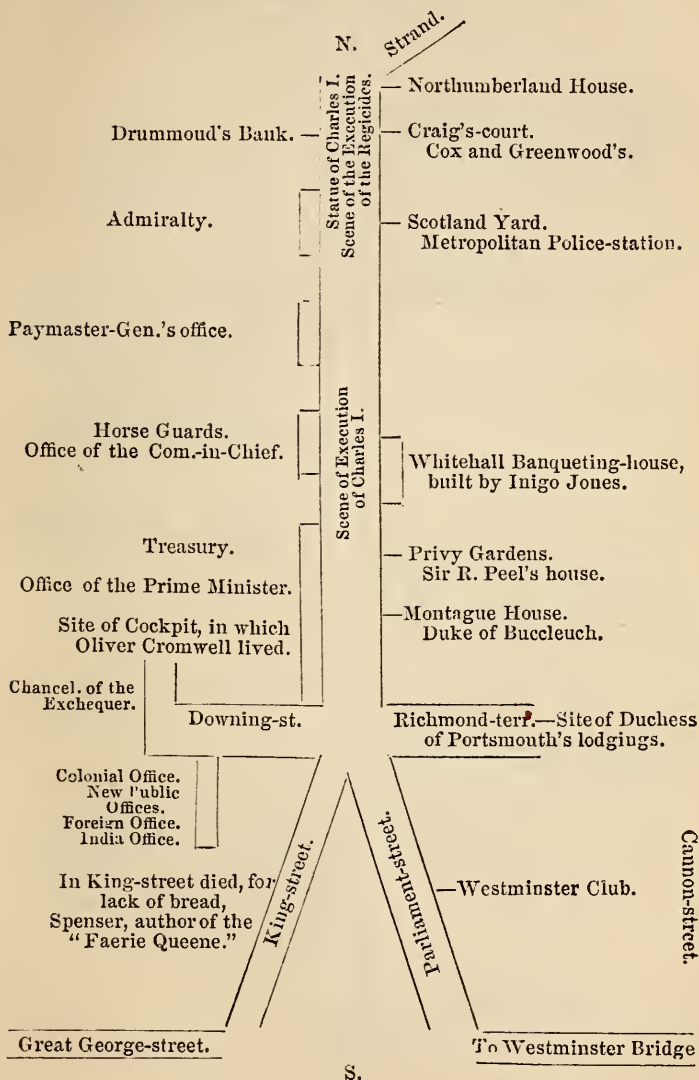 N.
Strand.
Statue of Charles I.
Scene of the Execution
of the Regicides.
Northumberland House.
Drummoud's Bank.
Craig's-court.
Cox and Greenwood's.
Admiralty.
Scotland Yard.
Metropolitan Police-station.
Paymaster-Gen.'s office.
Horse Guards.
Office of the Com.-in-Chief.
Scene of Execution
of Charles I.
Whitehall Banqueting-house,
built by Inigo Jones.
Treasury.
Office of the Prime Minister.
Site of Cockpit, in which
Oliver Cromwell lived.
Privy Gardens.
Sir R. Peel's house.
Montague House.
Duke of Buccleuch.
Chancel. of the
Exchequer.
Downing-st.
Richmond-terr.—Site of Duchess
of Portsmouth's lodgings.
Colonial Office.
New Public
Offices.
Foreign Office.
India Office.
In King-street died, for
lack of bread,
Spenser, author of the
"Faerie Queene."
King-street.
Parliament-street.
Westminster Club.
Cannon-street.
Great George-street.
To Westminster Bridge
S.